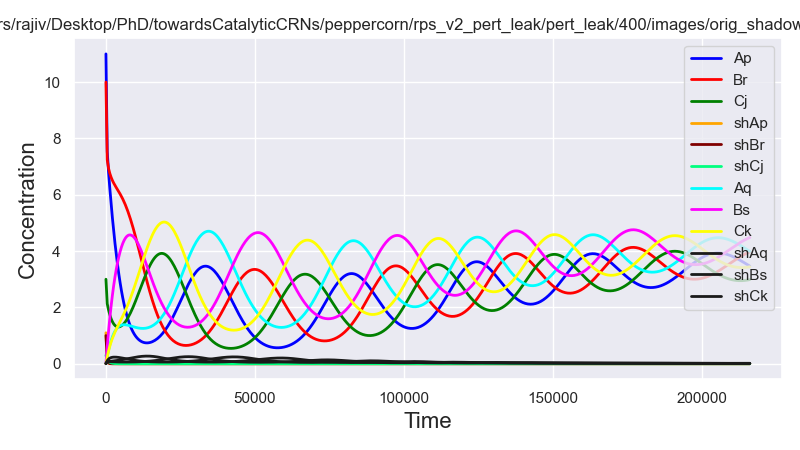 rs/rajiv/Desktop/PhD/towardsCatalyticCRNs/peppercorn/rps_v2_pert_leak/pert_leak/400/images/orig_shadow
Concentration
10
8
6
4
2
0
0
50000
100000
150000
200000
Time
Ap
Br
Cj
shAp
shBr
shCj
Aq
Bs
Ck
shAq
shBs
shCk